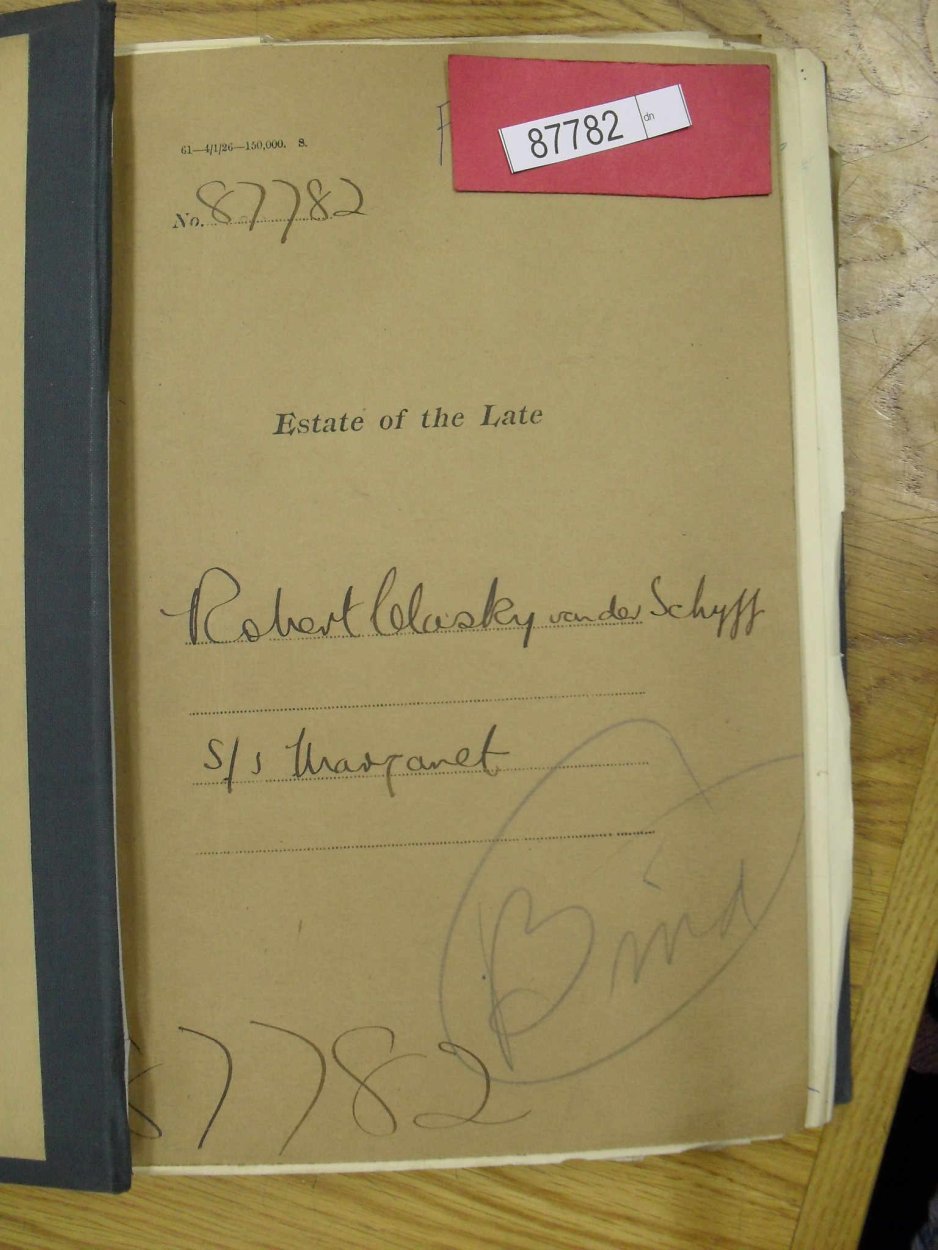 87782
dn
61—4/1/26—150,000. S.
No. 87782
Estate of the Late
Robert Clasky van der Schyff
s/s Margaret
Bind
87782